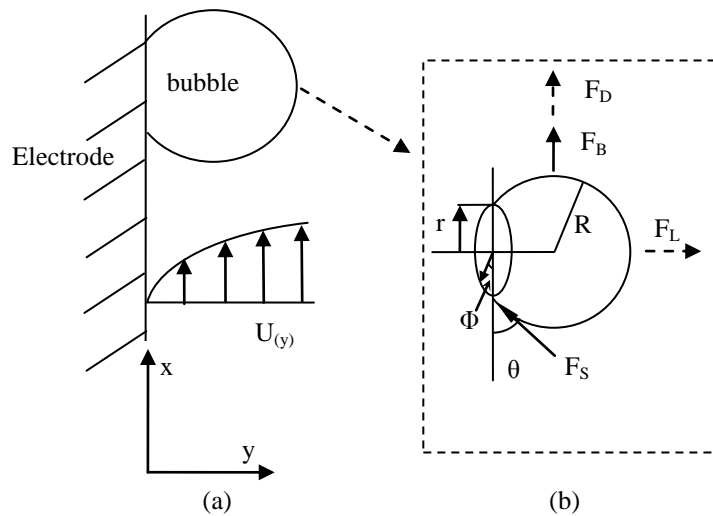 bubble
Electrode
U(y)
x
y
(a)
FD
FB
r
R
FL
Φ
θ
FS
(b)